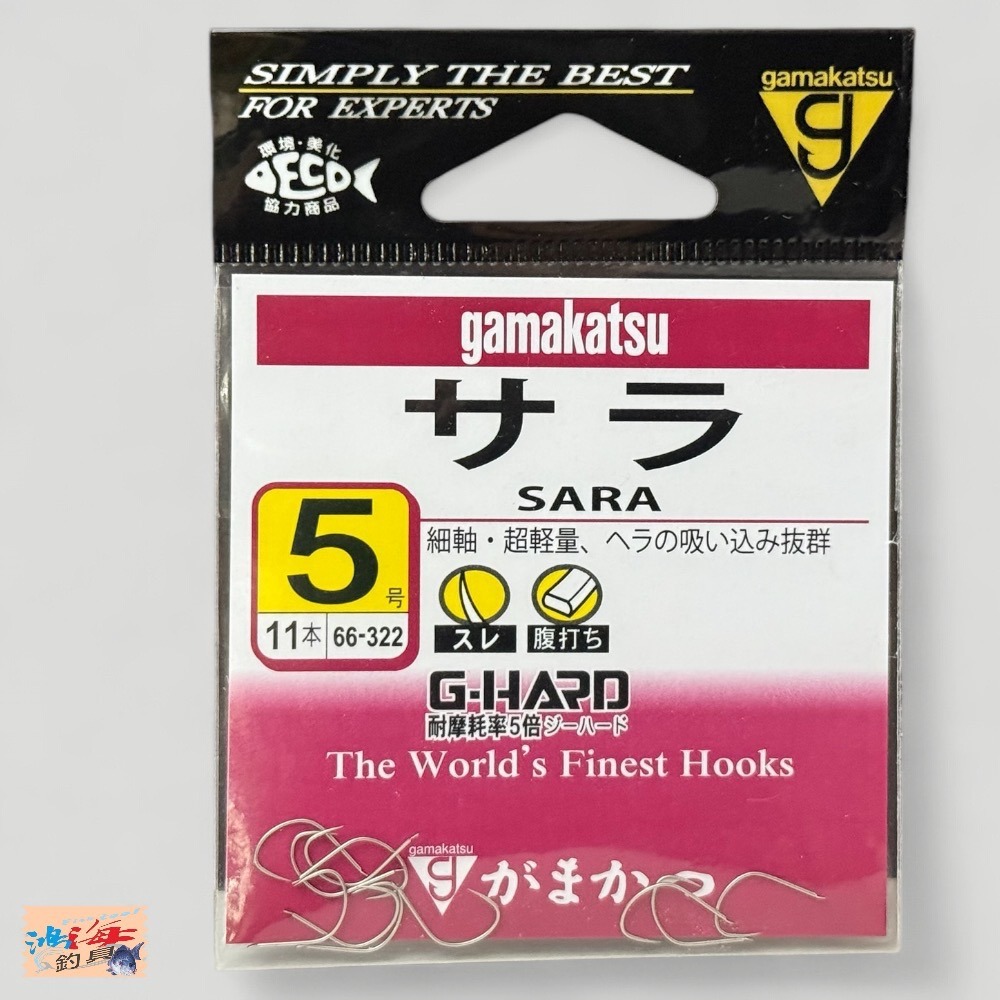 SIMPLY THE BEST
FOR EXPERTS
gamakatsu
g
環境・美化
DECO
協力商品
gamakatsu
サラ
SARA
5号
11本 66-322
細軸・超軽量、ヘラの吸い込み抜群
スレ 腹打ち
G-HARD
耐摩耗率5倍 ジーハード
The World's Finest Hooks
gamakatsu
g がまかつ
海釣具